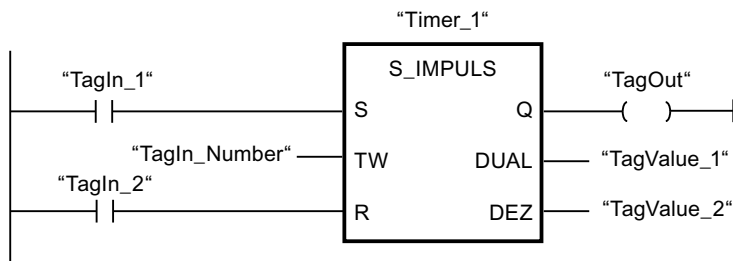 “Timer_1“
S_IMPULS
“TagIn_1“
“TagOut“
S
Q
“TagIn_Number“
TW
DUAL
“TagValue_1“
“TagIn_2“
R
DEZ
“TagValue_2“